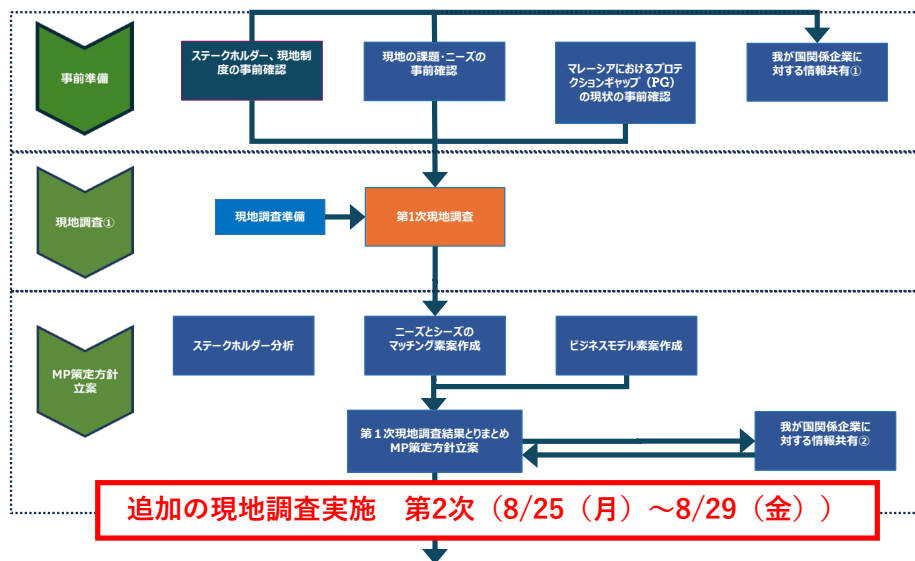 事前準備
ステークホルダー、現地制
度の事前確認
現地の課題・ニーズの
事前確認
マレーシアにおけるプロテ
クションギャップ（PG）
の現状の事前確認
我が国関係企業に
対する情報共有①
現地調査①
現地調査準備
第1次現地調査
MP策定方針
立案
ステークホルダー分析
ニーズとシーズの
マッチング素案作成
ビジネスモデル素案作成
第１次現地調査結果とりまとめ
MP策定方針立案
我が国関係企業に
対する情報共有②
追加の現地調査実施　第2次（8/25（月）～8/29（金））